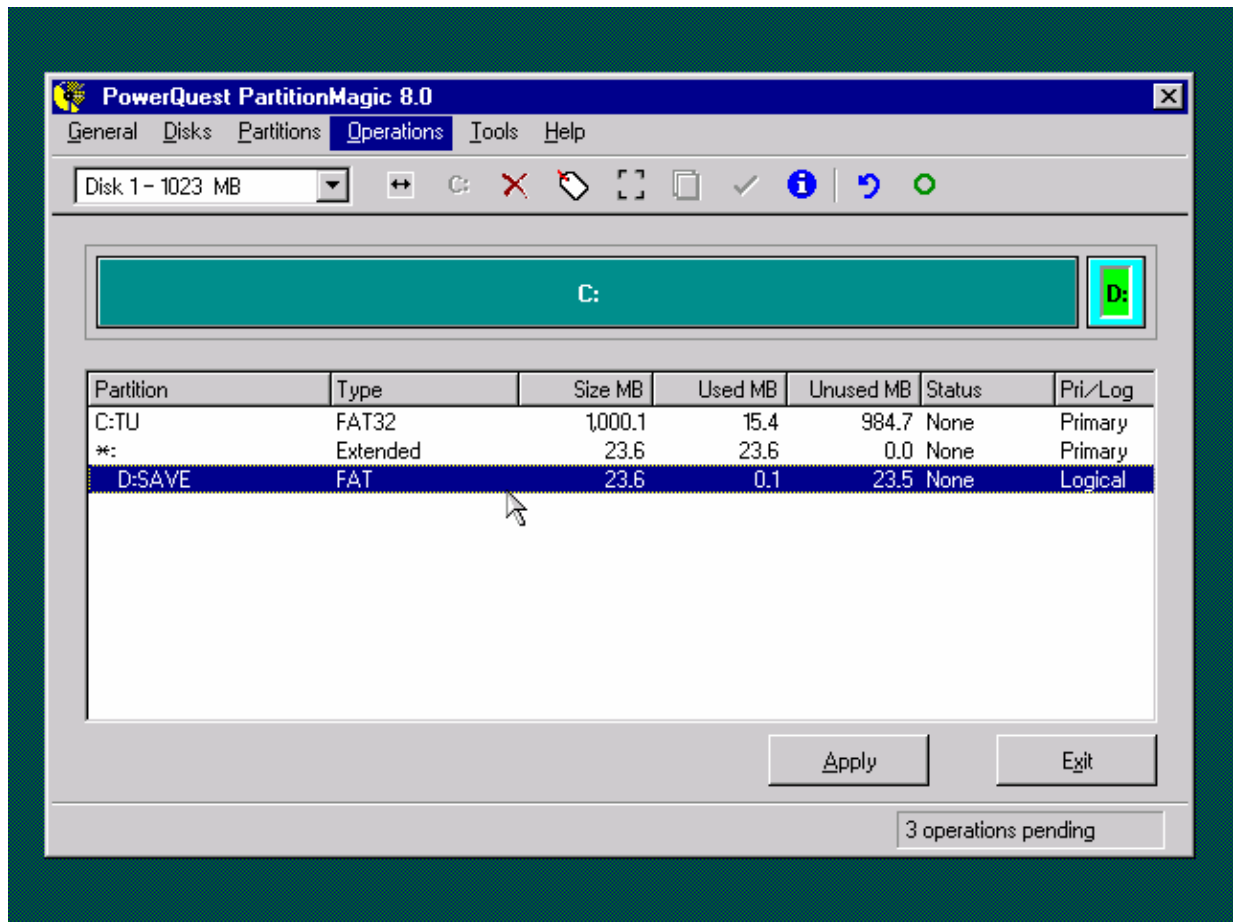 PowerQuest PartitionMagic 8.0
General Disks Partitions Operations Tools Help
Disk 1 – 1023 MB C:
C: D:
Partition Type Size MB Used MB Unused MB Status Pri/Log
C:TU FAT32 1,000.1 15.4 984.7 None Primary
*: Extended 23.6 23.6 0.0 None Primary
D:SAVE FAT 23.6 0.1 23.5 None Logical
Apply Exit
3 operations pending